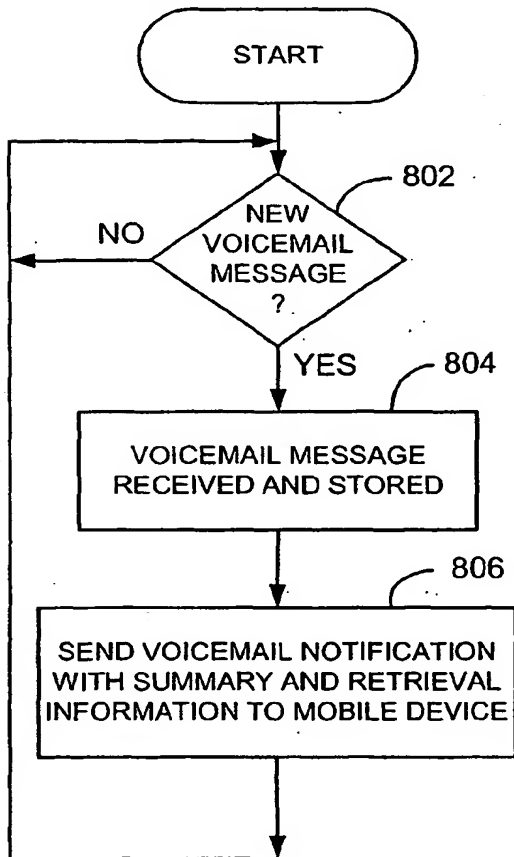 START
802
NEW
VOICEMAIL
MESSAGE
?
NO
YES
804
VOICEMAIL MESSAGE
RECEIVED AND STORED
806
SEND VOICEMAIL NOTIFICATION
WITH SUMMARY AND RETRIEVAL
INFORMATION TO MOBILE DEVICE